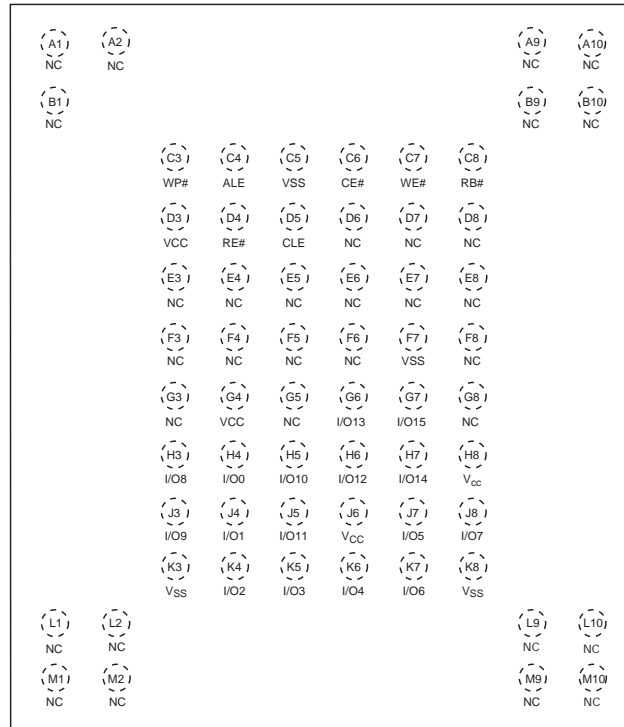 A1 A2 A9 A10
NC NC NC NC
B1 B9 B10
NC NC NC
C3 C4 C5 C6 C7 C8
WP# ALE VSS CE# WE# RB#
D3 D4 D5 D6 D7 D8
VCC RE# CLE NC NC NC
E3 E4 E5 E6 E7 E8
NC NC NC NC NC NC
F3 F4 F5 F6 F7 F8
NC NC NC NC VSS NC
G3 G4 G5 G6 G7 G8
NC VCC NC I/O13 I/O15 NC
H3 H4 H5 H6 H7 H8
I/O8 I/O0 I/O10 I/O12 I/O14 Vcc
J3 J4 J5 J6 J7 J8
I/O9 I/O1 I/O11 VCC I/O5 I/O7
K3 K4 K5 K6 K7 K8
VSS I/O2 I/O3 I/O4 I/O6 VSS
L1 L2 L9 L10
NC NC NC NC
M1 M2 M9 M10
NC NC NC NC